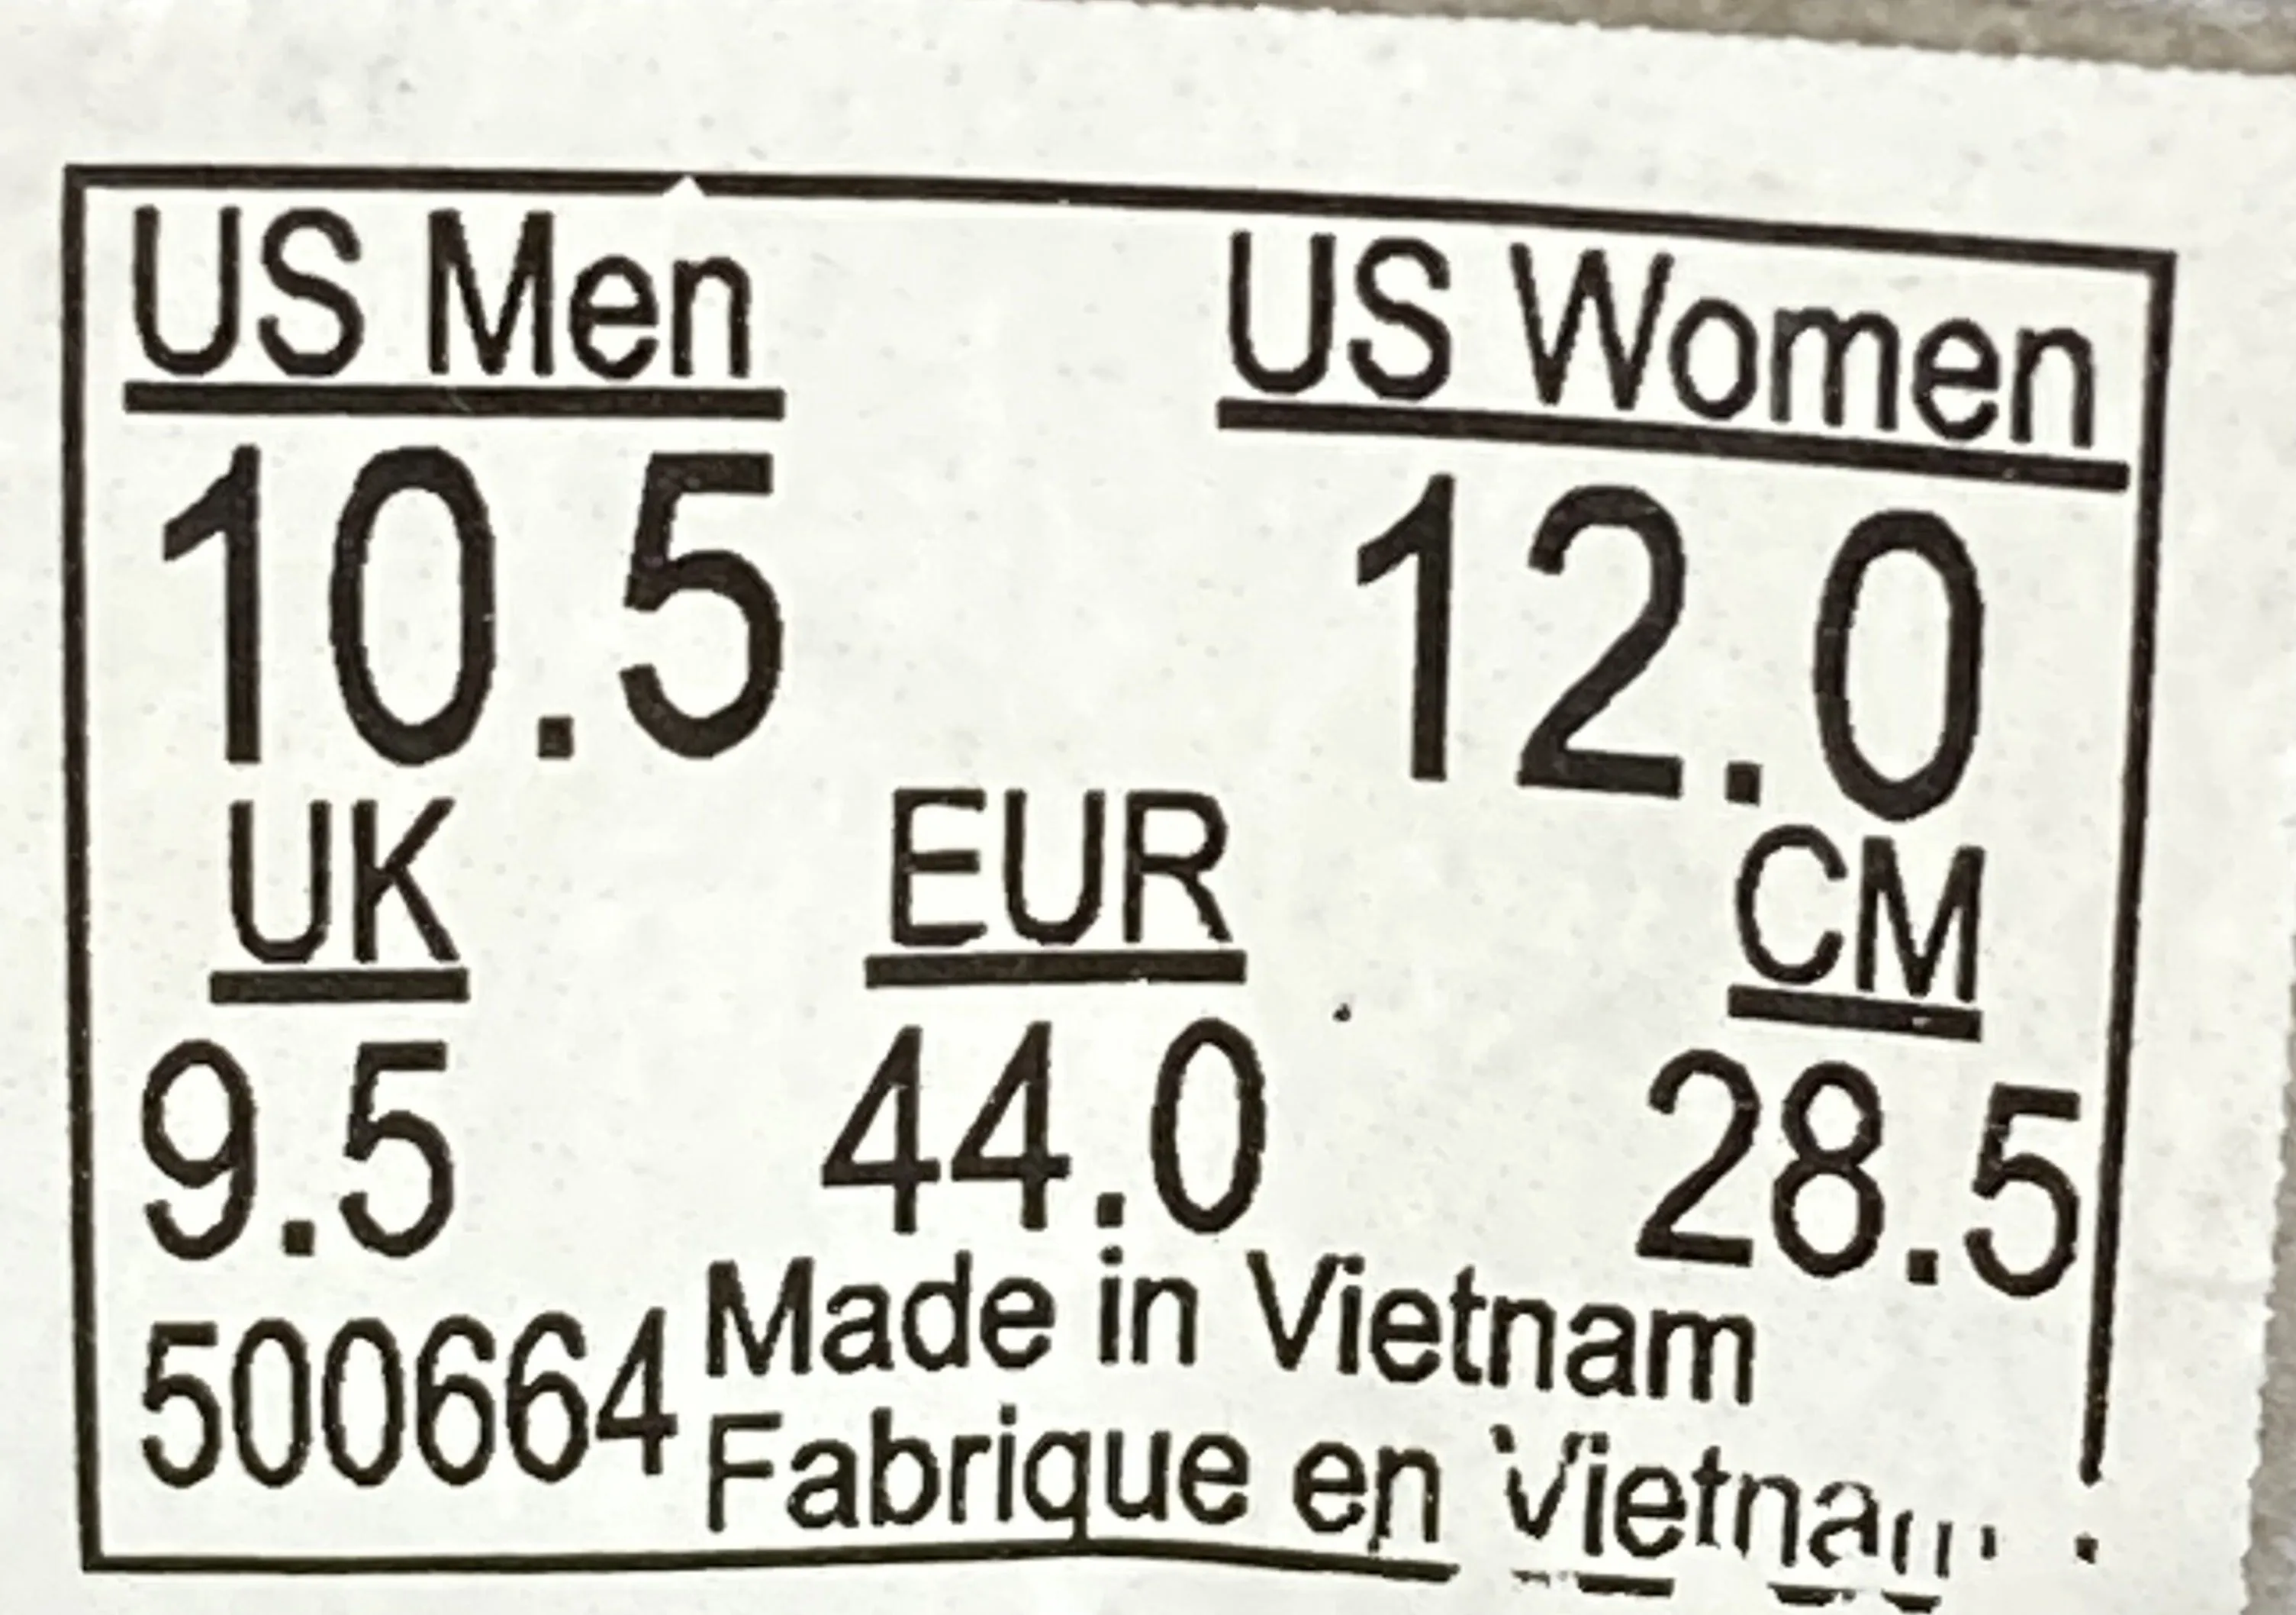 US Men US Women
10.5 12.0
UK EUR CM
9.5 44.0 28.5
500664 Made in Vietnam
Fabrique en Vietnam